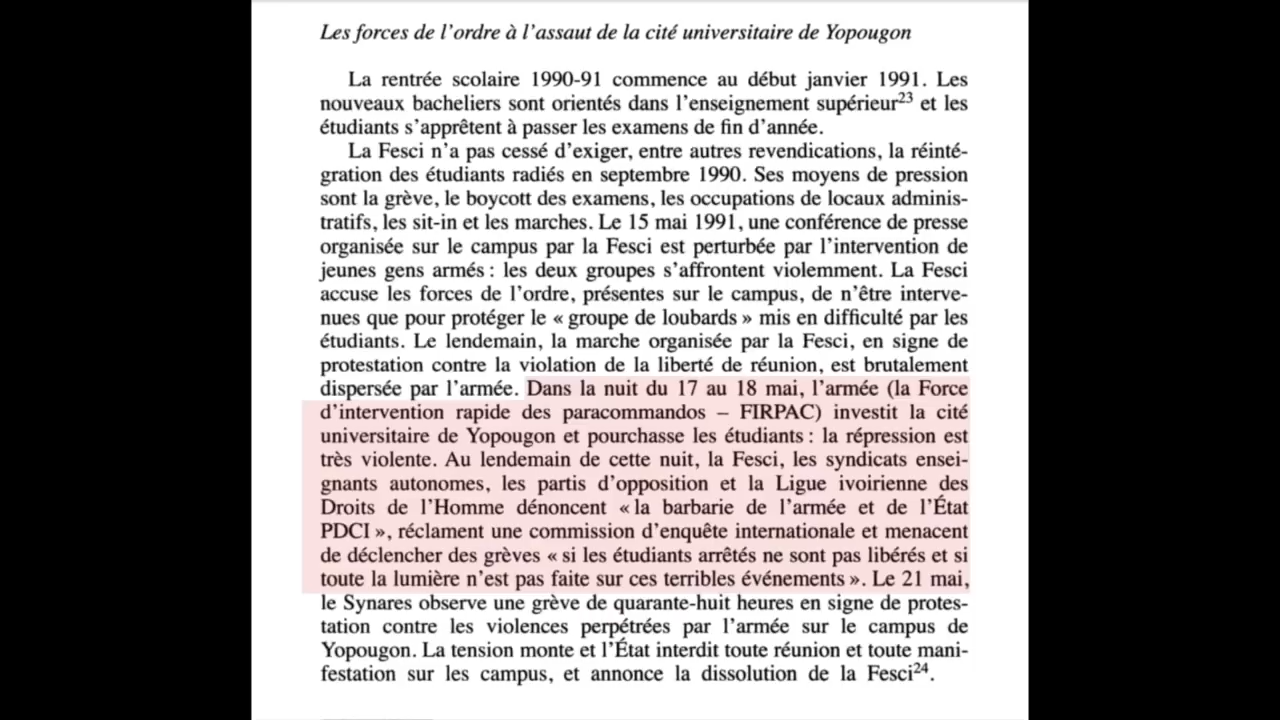 Les forces de l'ordre à l'assaut de la cité universitaire de Yopougon
La rentrée scolaire 1990-91 commence au début janvier 1991. Les
nouveaux bacheliers sont orientés dans l'enseignement supérieur23 et les
étudiants s'apprêtent à passer les examens de fin d'année.
La Fesci n'a pas cessé d'exiger, entre autres revendications, la réinté-
gration des étudiants radiés en septembre 1990. Ses moyens de pression
sont la grève, le boycott des examens, les occupations de locaux adminis-
tratifs, les sit-in et les marches. Le 15 mai 1991, une conférence de presse
organisée sur le campus par la Fesci est perturbée par l'intervention de
jeunes gens armés : les deux groupes s'affrontent violemment. La Fesci
accuse les forces de l'ordre, présentes sur le campus, de n'être interve-
nues que pour protéger le « groupe de loubards » mis en difficulté par les
étudiants. Le lendemain, la marche organisée par la Fesci, en signe de
protestation contre la violation de la liberté de réunion, est brutalement
dispersée par l'armée. Dans la nuit du 17 au 18 mai, l'armée (la Force
d'intervention rapide des paracommandos – FIRPAC) investit la cité
universitaire de Yopougon et pourchasse les étudiants : la répression est
très violente. Au lendemain de cette nuit, la Fesci, les syndicats ensei-
gnants autonomes, les partis d'opposition et la Ligue ivoirienne des
Droits de l'Homme dénoncent « la barbarie de l'armée et de l'État
PDCI », réclament une commission d'enquête internationale et menacent
de déclencher des grèves « si les étudiants arrêtés ne sont pas libérés et si
toute la lumière n'est pas faite sur ces terribles événements ». Le 21 mai,
le Synares observe une grève de quarante-huit heures en signe de protes-
tation contre les violences perpétrées par l'armée sur le campus de
Yopougon. La tension monte et l'État interdit toute réunion et toute mani-
festation sur les campus, et annonce la dissolution de la Fesci24.